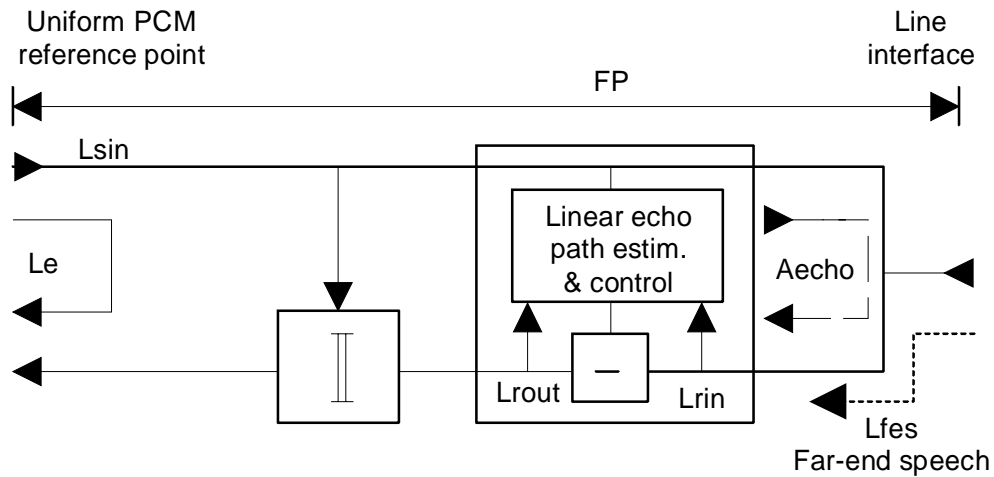 Uniform PCM
reference point
Line
interface
FP
Lsin
Linear echo
path estim.
& control
Le
Aecho
Lrout
Lrin
Lfes
Far-end speech